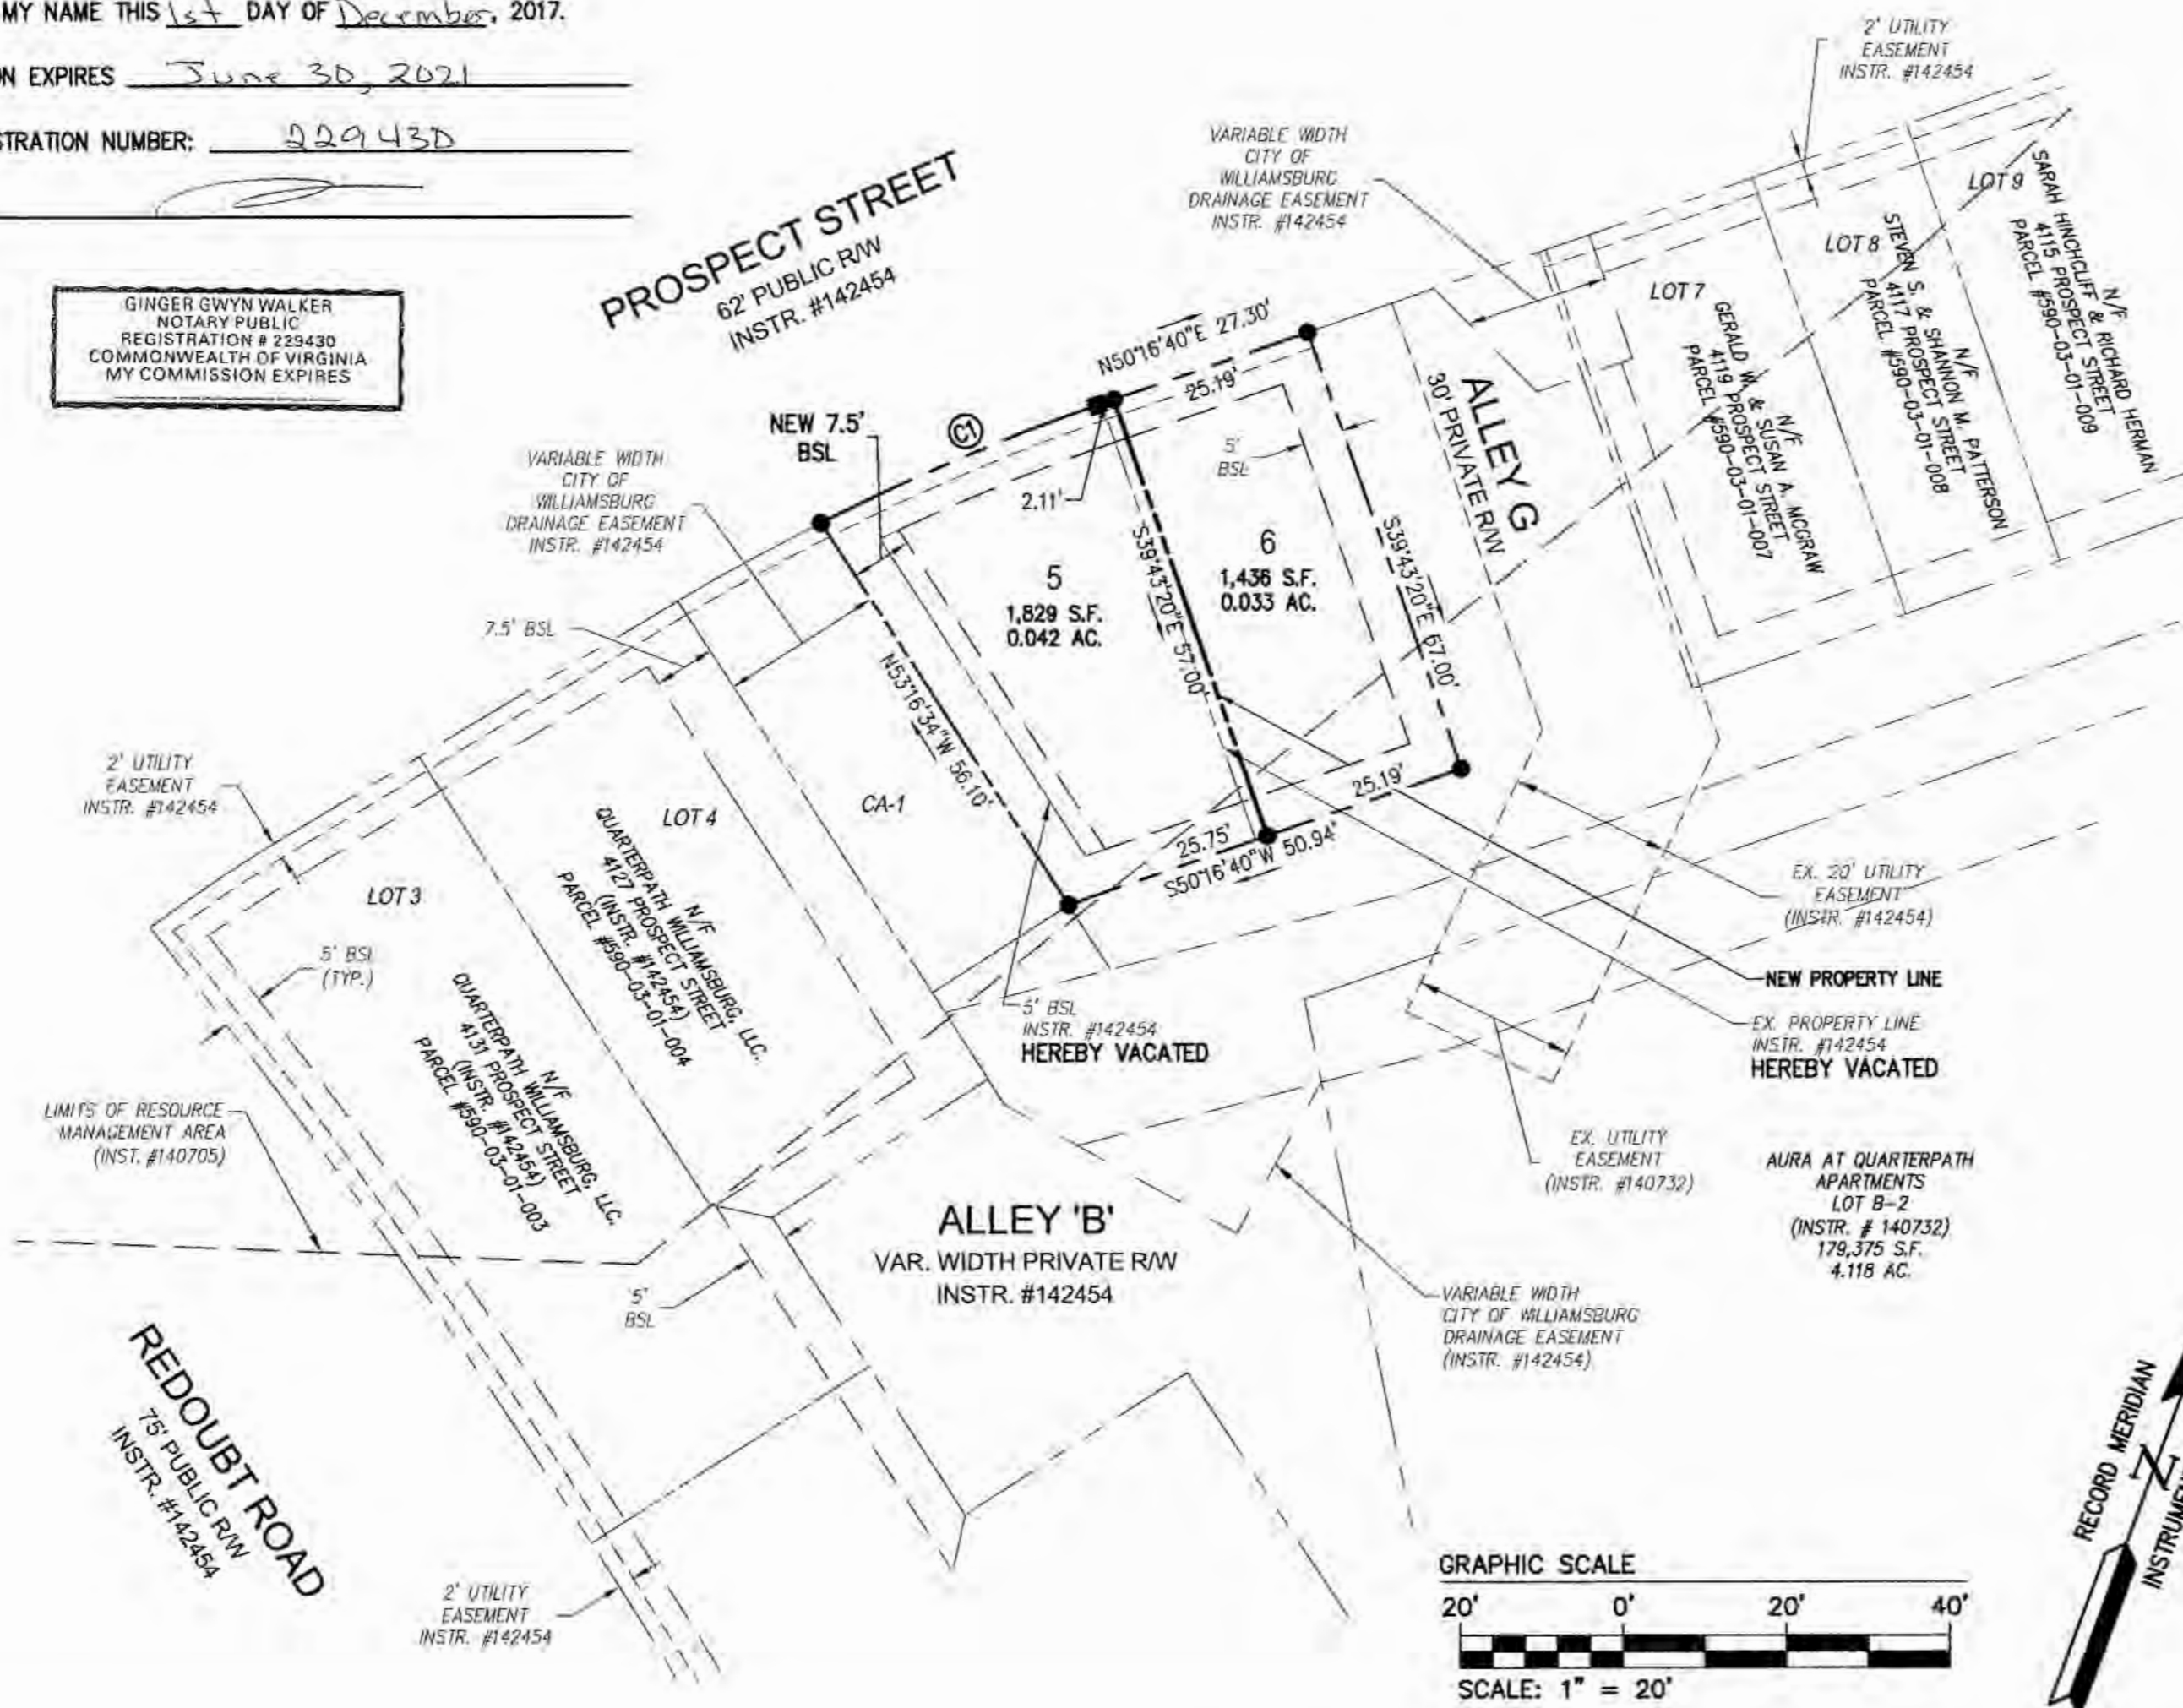 MY NAME THIS 1st DAY OF December, 2017.
ON EXPIRES June 30, 2021
STRATION NUMBER: 229430
GINGER GWYN WALKER
NOTARY PUBLIC
REGISTRATION # 229430
COMMONWEALTH OF VIRGINIA
MY COMMISSION EXPIRES
PROSPECT STREET
62' PUBLIC R/W
INSTR. #142454
VARIABLE WIDTH
CITY OF
WILLIAMSBURG
DRAINAGE EASEMENT
INSTR. #142454
2' UTILITY
EASEMENT
INSTR. #142454
N50°16'40"E 27.30'
25.19'
C1
NEW 7.5'
BSL
VARIABLE WIDTH
CITY OF
WILLIAMSBURG
DRAINAGE EASEMENT
INSTR. #142454
2.11'
5'
BSL
5
1,829 S.F.
0.042 AC.
6
1,436 S.F.
0.033 AC.
S39°43'20"E 57.00'
S39°43'20"E 67.00'
N53°16'34"W 56.10'
25.19'
25.75'
S50°16'40"W 50.94'
ALLEY G
30' PRIVATE R/W
LOT 7
N/F
GERALD W. & SUSAN A. MCGRAW
4119 PROSPECT STREET
PARCEL #590-03-01-007
LOT 8
N/F
STEVEN S. & SHANNON M. PATTERSON
4117 PROSPECT STREET
PARCEL #590-03-01-008
LOT 9
N/F
SARAH HINCHCLIFF & RICHARD HERMAN
4115 PROSPECT STREET
PARCEL #590-03-01-009
7.5' BSL
2' UTILITY
EASEMENT
INSTR. #142454
CA-1
LOT 4
N/F
QUARTERPATH WILLIAMSBURG, LLC.
4127 PROSPECT STREET
(INSTR. #142454)
PARCEL #590-03-01-004
LOT 3
5' BSL
(TYP.)
N/F
QUARTERPATH WILLIAMSBURG, LLC.
4131 PROSPECT STREET
(INSTR. #142454)
PARCEL #590-03-01-003
LIMITS OF RESOURCE
MANAGEMENT AREA
(INST. #140705)
5' BSL
INSTR. #142454
HEREBY VACATED
EX. 20' UTILITY
EASEMENT
(INSTR. #142454)
NEW PROPERTY LINE
EX. PROPERTY LINE
INSTR. #142454
HEREBY VACATED
EX. UTILITY
EASEMENT
(INSTR. #140732)
AURA AT QUARTERPATH
APARTMENTS
LOT B-2
(INSTR. # 140732)
179,375 S.F.
4.118 AC.
ALLEY 'B'
VAR. WIDTH PRIVATE R/W
INSTR. #142454
5'
BSL
VARIABLE WIDTH
CITY OF WILLIAMSBURG
DRAINAGE EASEMENT
(INSTR. #142454)
REDOUBT ROAD
75' PUBLIC R/W
INSTR. #142454
2' UTILITY
EASEMENT
INSTR. #142454
RECORD MERIDIAN
N
INSTRUMEN
GRAPHIC SCALE
20' 0' 20' 40'
SCALE: 1" = 20'